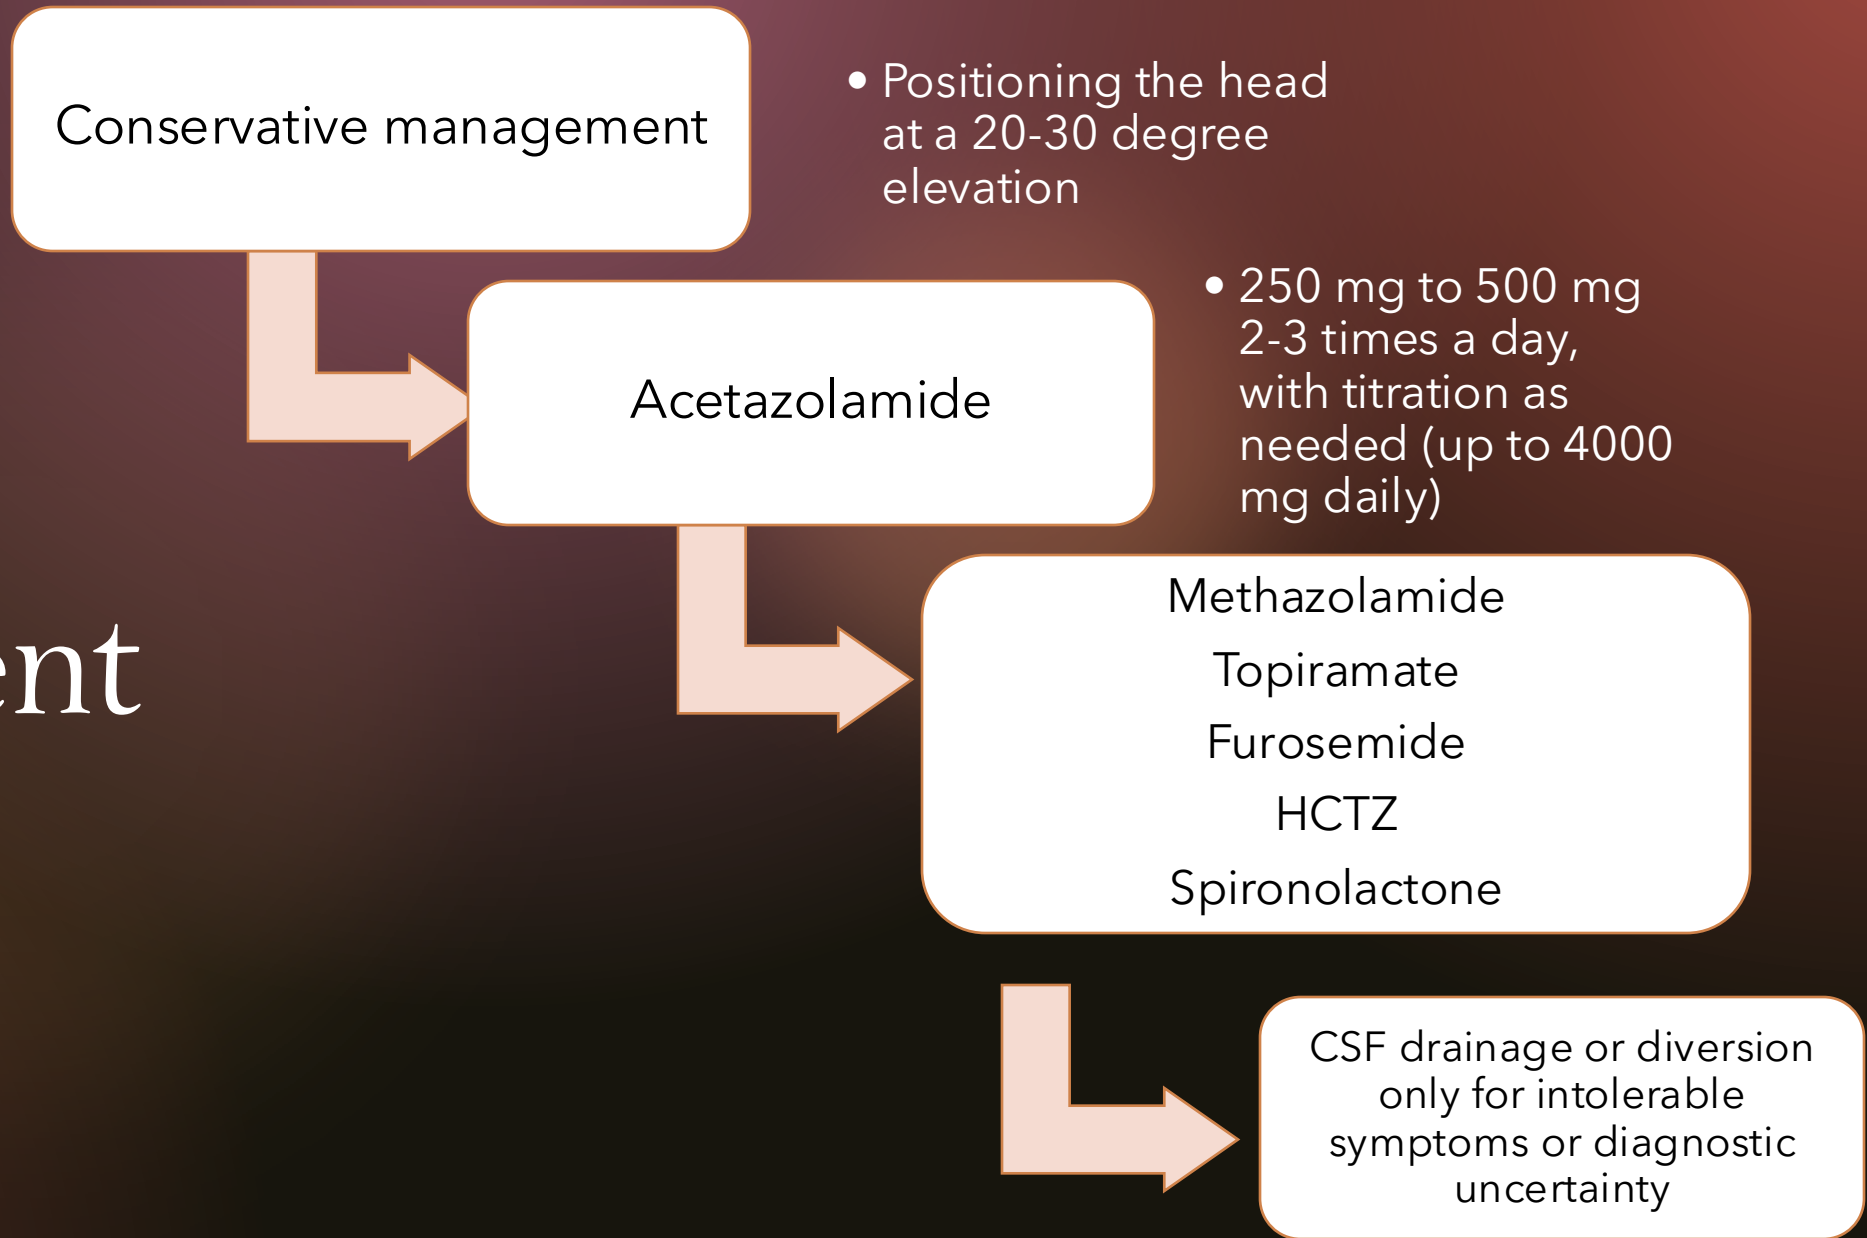 Conservative management
• Positioning the head
at a 20-30 degree
elevation
Acetazolamide
• 250 mg to 500 mg
2-3 times a day,
with titration as
needed (up to 4000
mg daily)
ent
Methazolamide
Topiramate
Furosemide
HCTZ
Spironolactone
CSF drainage or diversion
only for intolerable
symptoms or diagnostic
uncertainty